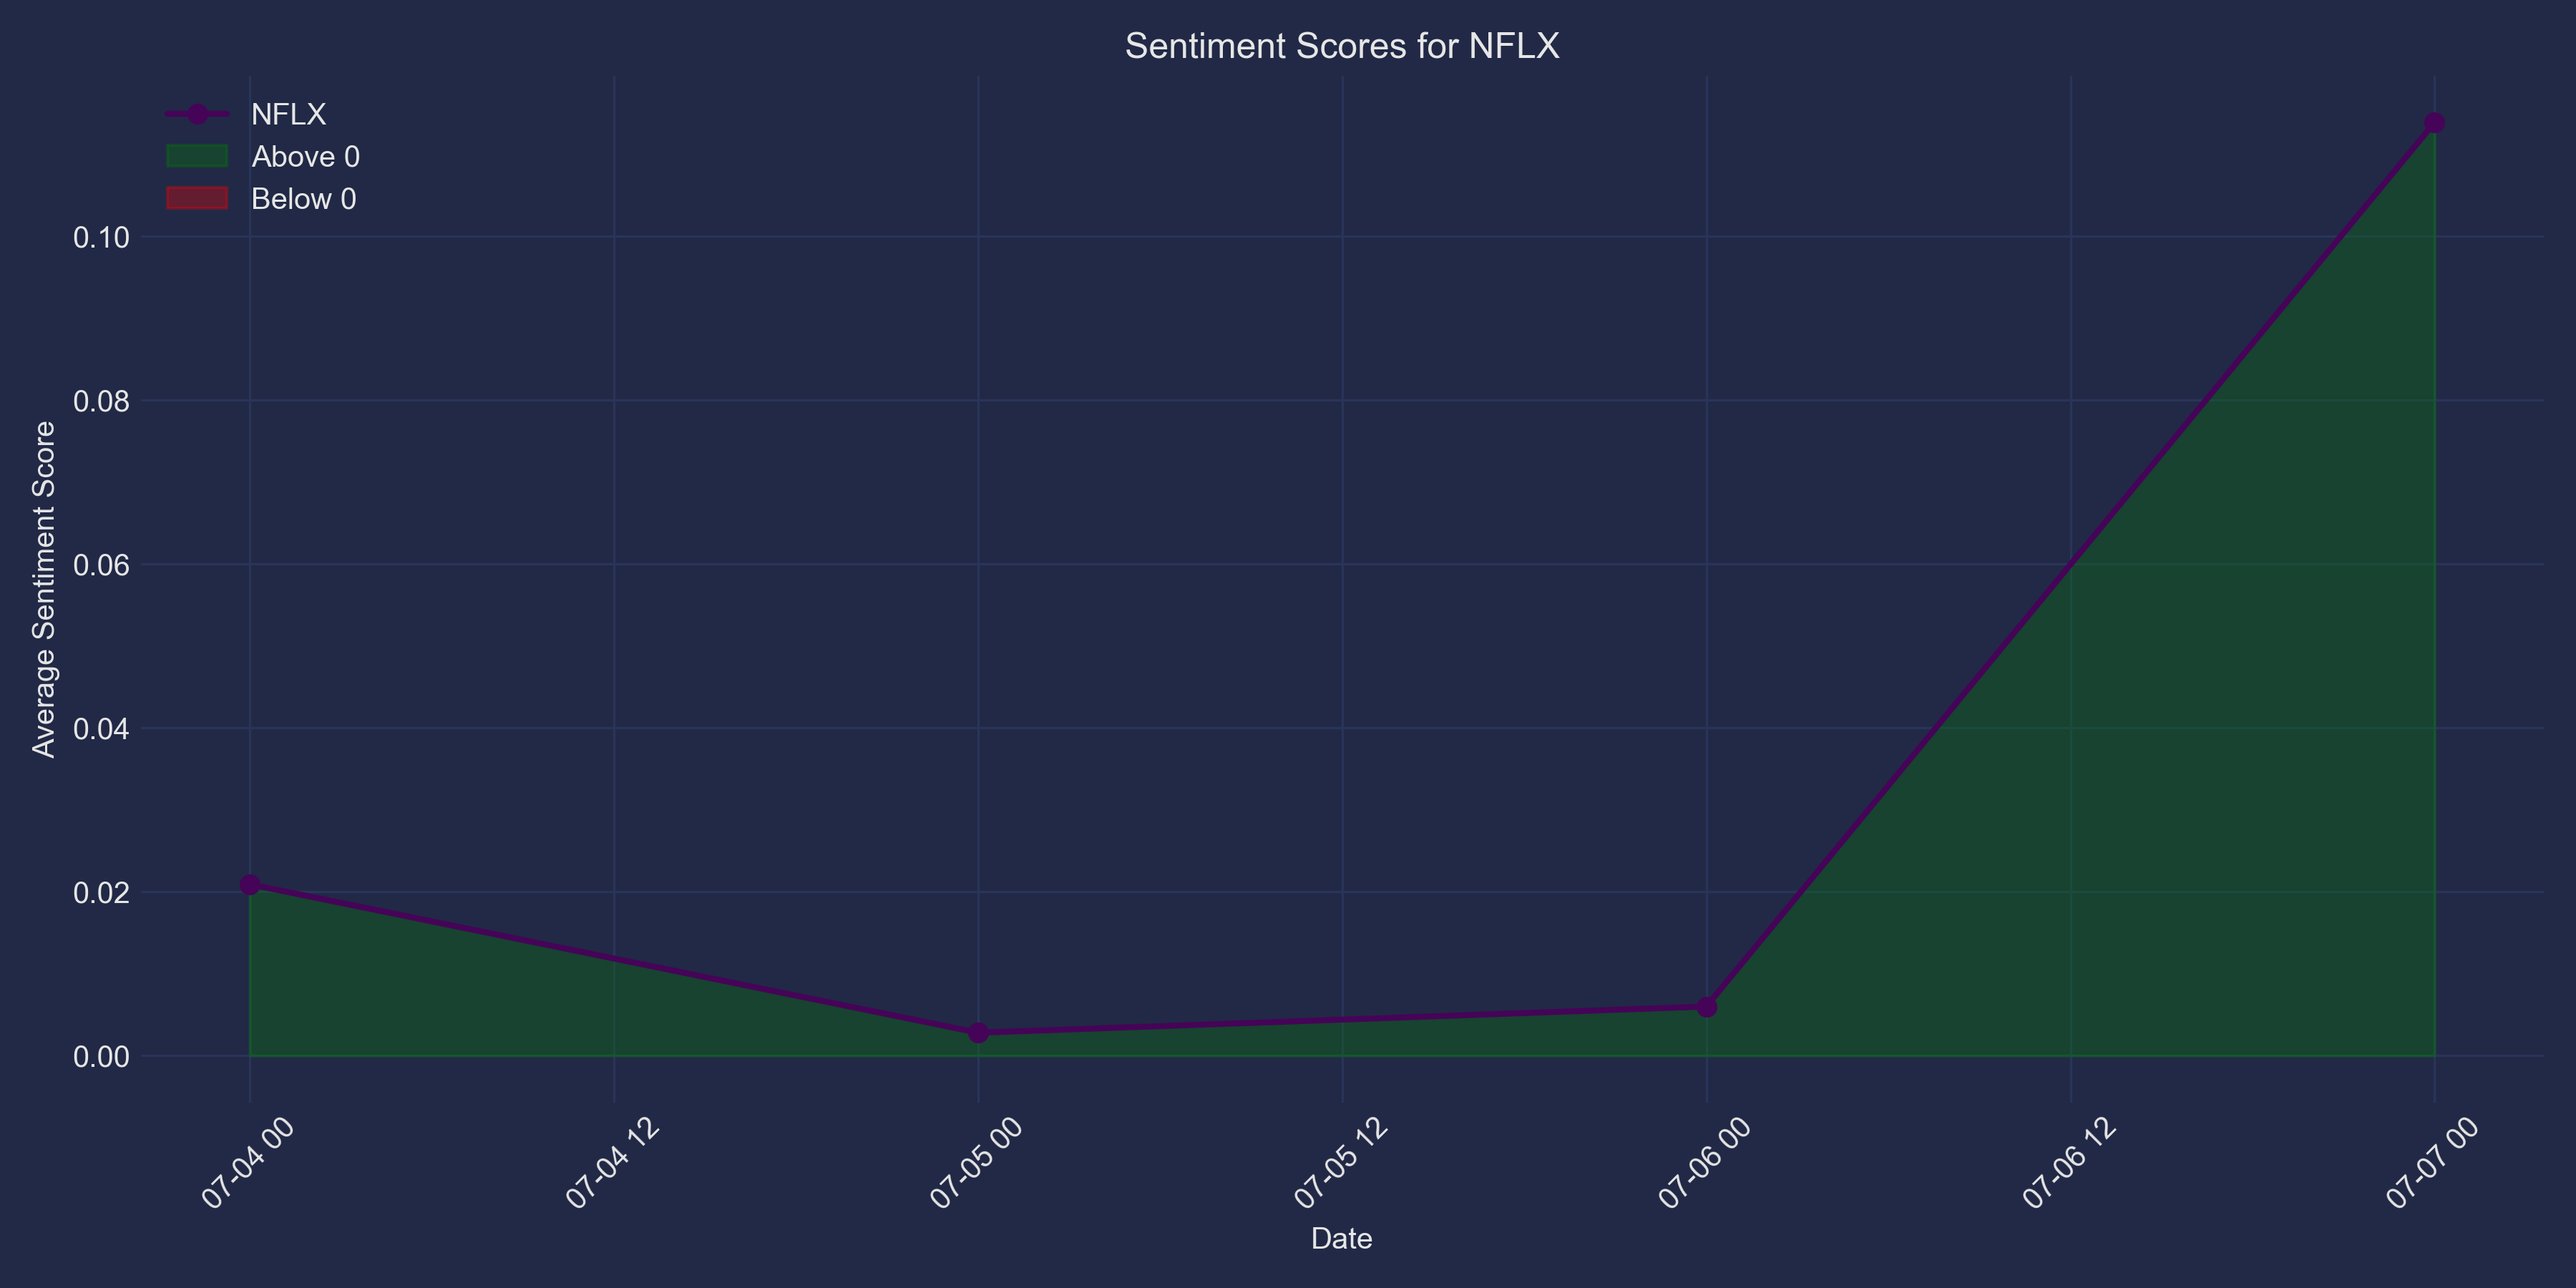 Sentiment Scores for NFLX
NFLX
Above 0
Below 0
Average Sentiment Score
0.10
0.08
0.06
0.04
0.02
0.00
07-04 00
07-04 12
07-05 00
07-05 12
07-06 00
07-06 12
07-07 00
Date